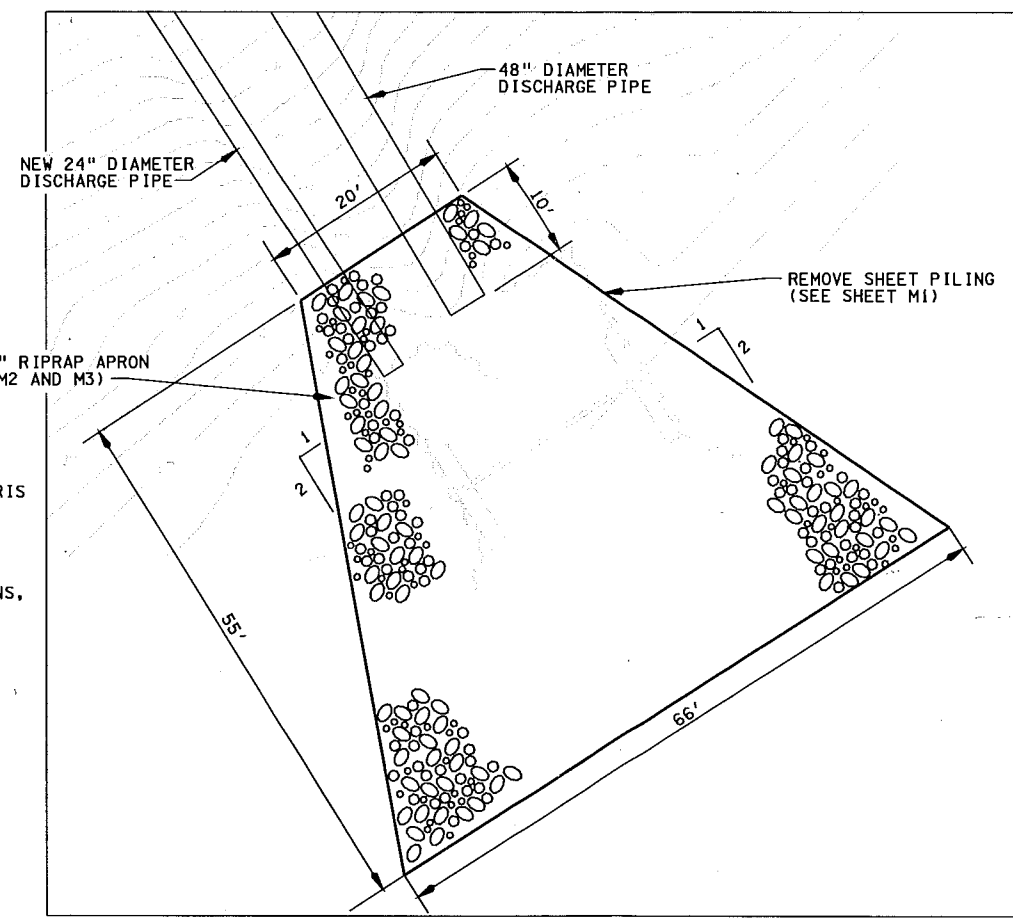 48" DIAMETER
DISCHARGE PIPE
NEW 24" DIAMETER
DISCHARGE PIPE
20'
10'
REMOVE SHEET PILING
(SEE SHEET M1)
1
2
" RIPRAP APRON
M2 AND M3)
1
2
RIS
NS,
55'
66'